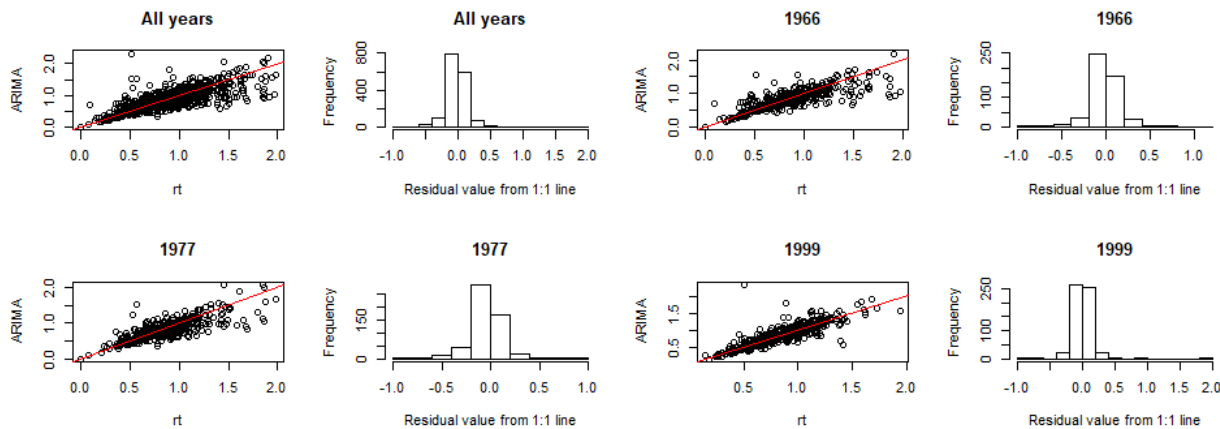 All years
ARIMA
0.0 1.0 2.0
0.0 0.5 1.0 1.5 2.0
rt
All years
Frequency
0 400 800
-1.0 0.0 0.5 1.0 1.5 2.0
Residual value from 1:1 line
1966
ARIMA
0.0 1.0 2.0
0.0 0.5 1.0 1.5 2.0
rt
1966
Frequency
0 100 250
-1.0 -0.5 0.0 0.5 1.0
Residual value from 1:1 line
1977
ARIMA
0.0 1.0 2.0
0.0 0.5 1.0 1.5 2.0
rt
1977
Frequency
0 150
-1.0 -0.5 0.0 0.5 1.0
Residual value from 1:1 line
1999
ARIMA
0.5 1.5
0.5 1.0 1.5 2.0
rt
1999
Frequency
0 100 250
-1.0 0.0 0.5 1.0 2.0
Residual value from 1:1 line